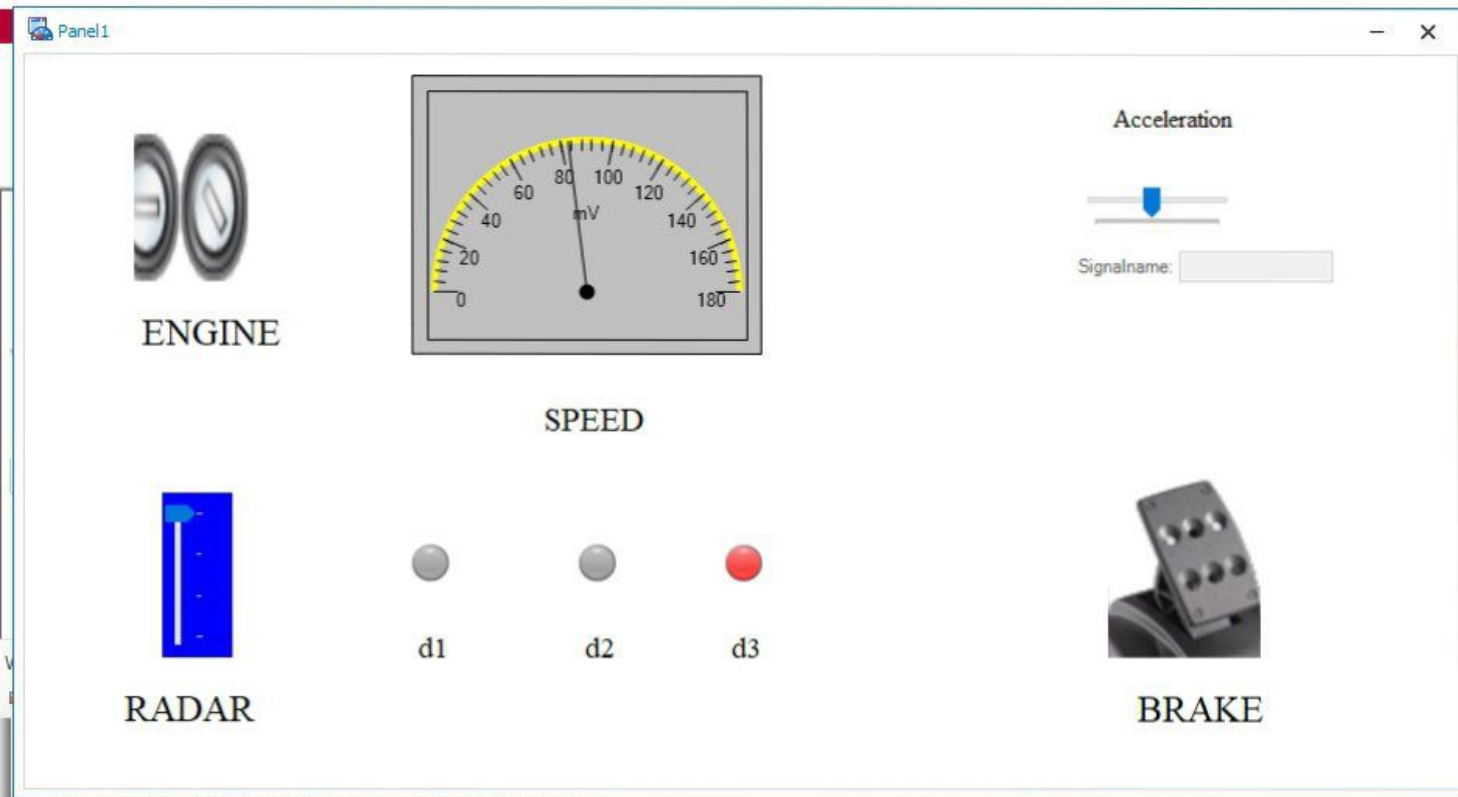 Panel1
0
20
40
60
80
100
120
140
160
180
mV
Acceleration
Signalname:
ENGINE
SPEED
d1
d2
d3
RADAR
BRAKE